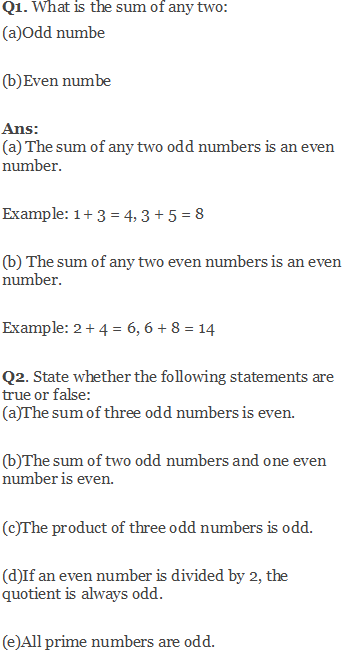 Q1. What is the sum of any two:
(a)Odd numbe
(b)Even numbe
Ans:
(a) The sum of any two odd numbers is an even
number.
Example: 1 + 3 = 4, 3 + 5 = 8
(b) The sum of any two even numbers is an even
number.
Example: 2 + 4 = 6, 6 + 8 = 14
Q2. State whether the following statements are
true or false:
(a)The sum of three odd numbers is even.
(b)The sum of two odd numbers and one even
number is even.
(c)The product of three odd numbers is odd.
(d)If an even number is divided by 2, the
quotient is always odd.
(e)All prime numbers are odd.